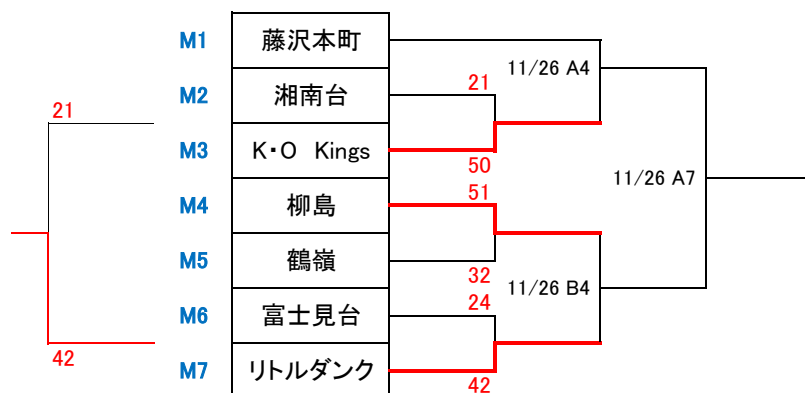 M1 藤沢本町
11/26 A4
M2 湘南台 21
21
M3 K・O Kings
50
11/26 A7
M4 柳島 51
M5 鶴嶺
32
11/26 B4
M6 富士見台 24
42
M7 リトルダンク
42